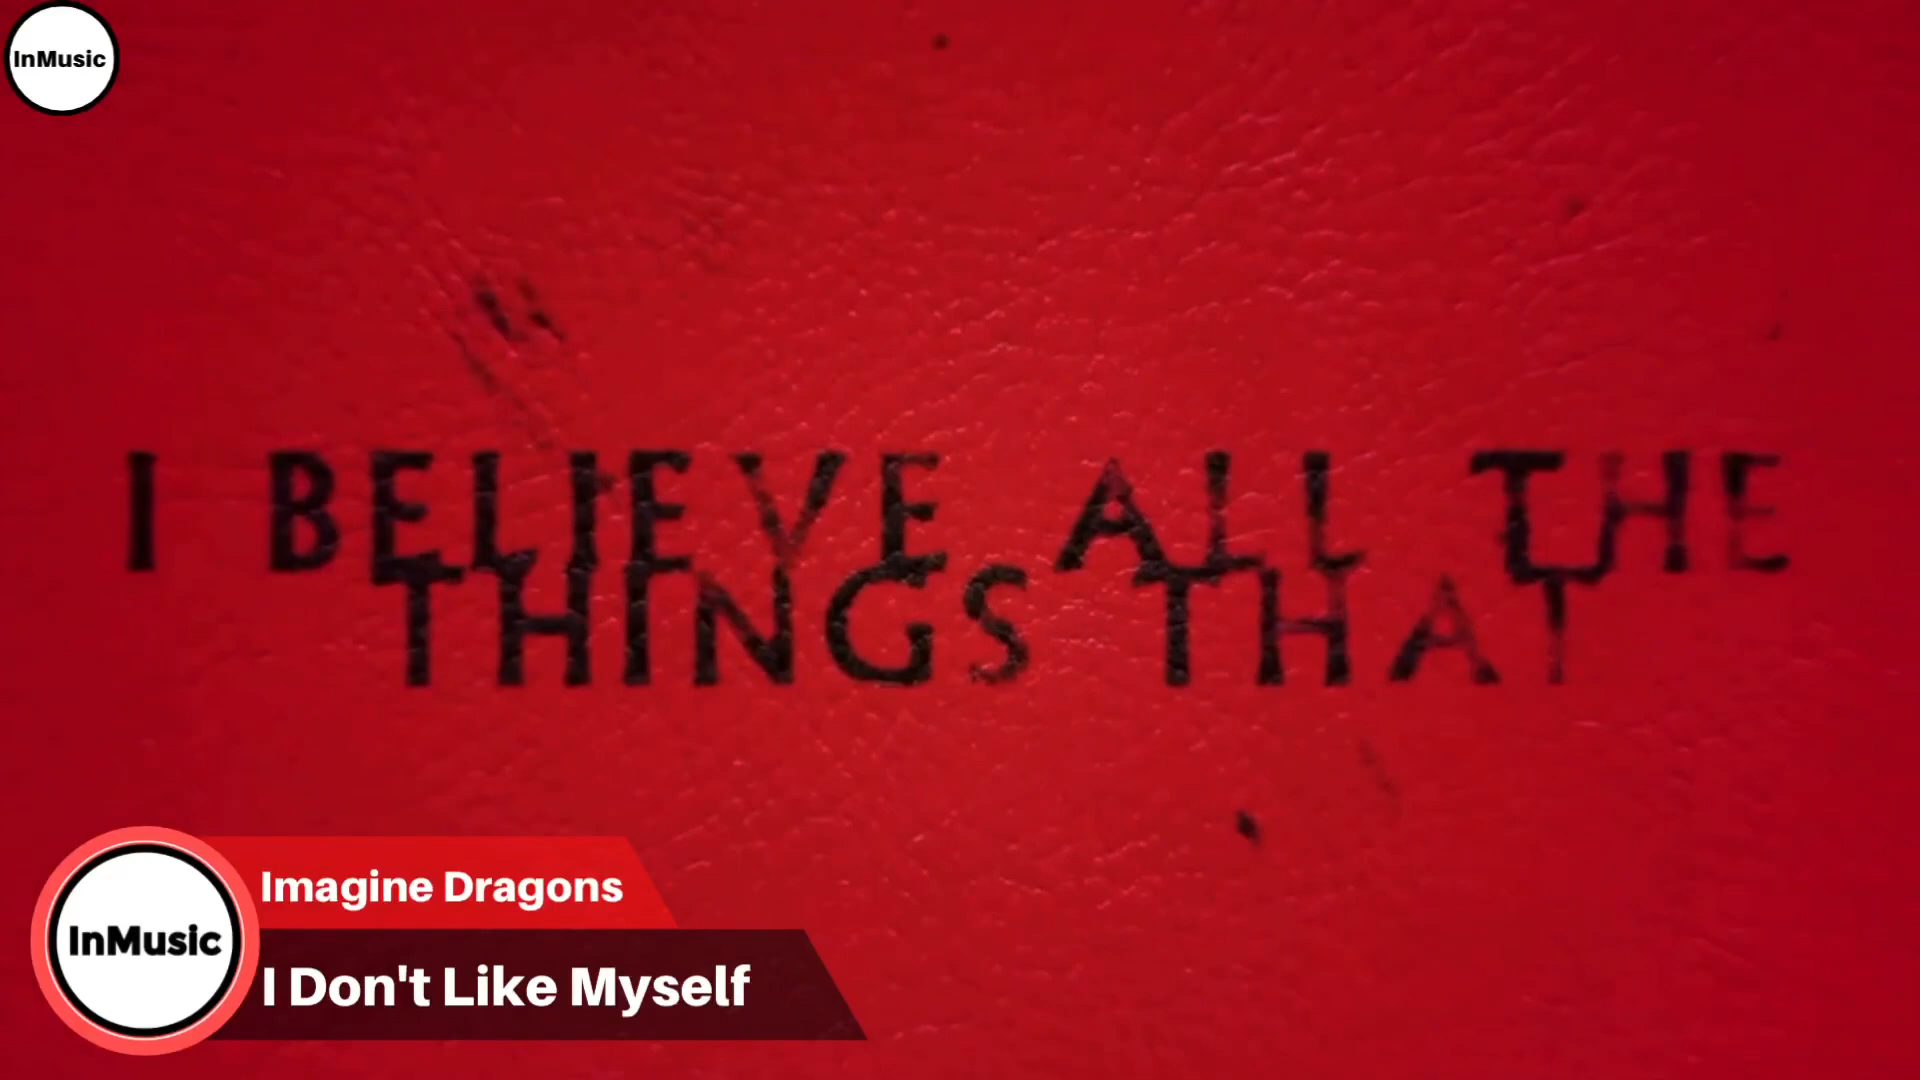 InMusic
I BELIEVE ALL THE
THINGS THAT
Imagine Dragons
InMusic
I Don't Like Myself